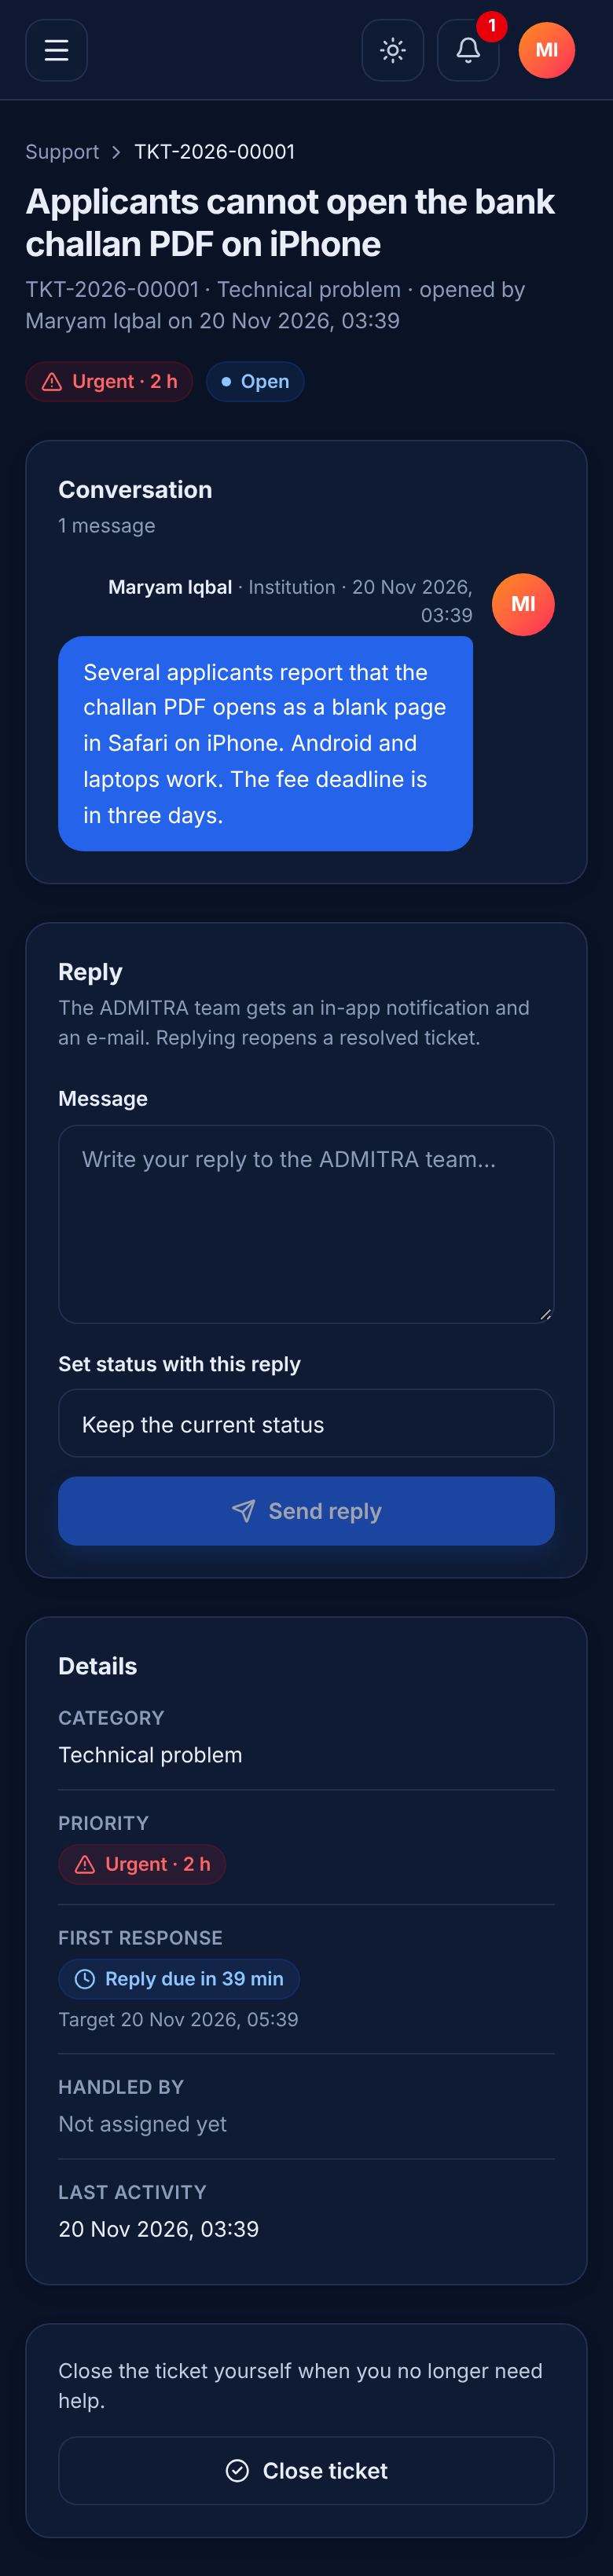 1
MI
Support > TKT-2026-00001
Applicants cannot open the bank
challan PDF on iPhone
TKT-2026-00001 · Technical problem · opened by
Maryam Iqbal on 20 Nov 2026, 03:39
Urgent · 2 h
Open
Conversation
1 message
Maryam Iqbal · Institution · 20 Nov 2026,
03:39
MI
Several applicants report that the
challan PDF opens as a blank page
in Safari on iPhone. Android and
laptops work. The fee deadline is
in three days.
Reply
The ADMITRA team gets an in-app notification and
an e-mail. Replying reopens a resolved ticket.
Message
Write your reply to the ADMITRA team...
Set status with this reply
Keep the current status
Send reply
Details
CATEGORY
Technical problem
PRIORITY
Urgent · 2 h
FIRST RESPONSE
Reply due in 39 min
Target 20 Nov 2026, 05:39
HANDLED BY
Not assigned yet
LAST ACTIVITY
20 Nov 2026, 03:39
Close the ticket yourself when you no longer need
help.
Close ticket